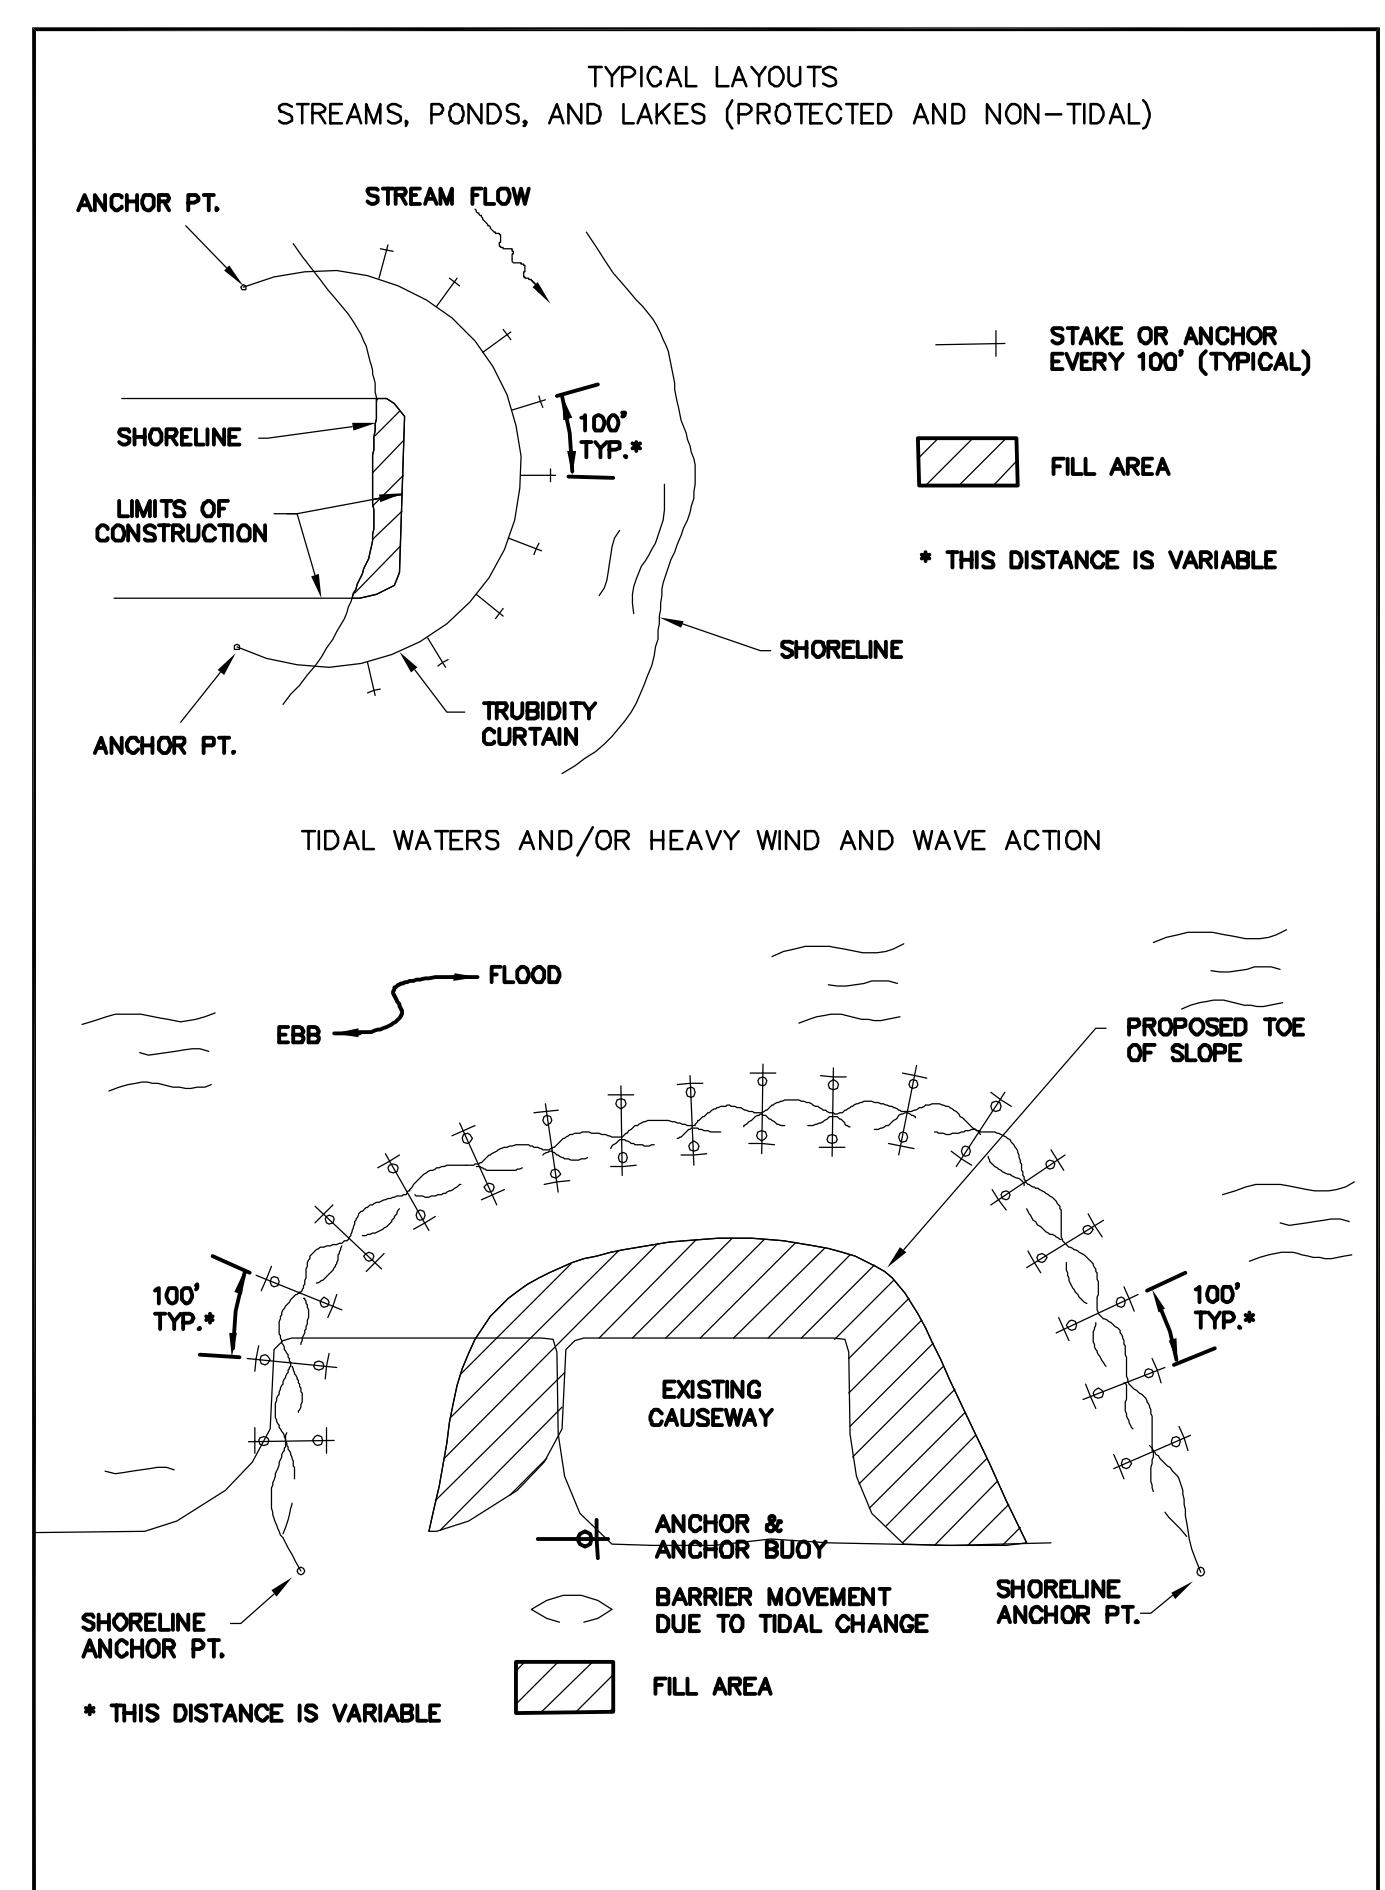 TYPICAL LAYOUTS
STREAMS, PONDS, AND LAKES (PROTECTED AND NON-TIDAL)
ANCHOR PT.
STREAM FLOW
STAKE OR ANCHOR
EVERY 100' (TYPICAL)
100'
TYP.*
SHORELINE
FILL AREA
LIMITS OF
CONSTRUCTION
* THIS DISTANCE IS VARIABLE
SHORELINE
TRUBIDITY
CURTAIN
ANCHOR PT.
TIDAL WATERS AND/OR HEAVY WIND AND WAVE ACTION
FLOOD
EBB
PROPOSED TOE
OF SLOPE
100'
TYP.*
100'
TYP.*
EXISTING
CAUSEWAY
ANCHOR &
ANCHOR BUOY
BARRIER MOVEMENT
DUE TO TIDAL CHANGE
SHORELINE
ANCHOR PT.
SHORELINE
ANCHOR PT.
FILL AREA
* THIS DISTANCE IS VARIABLE